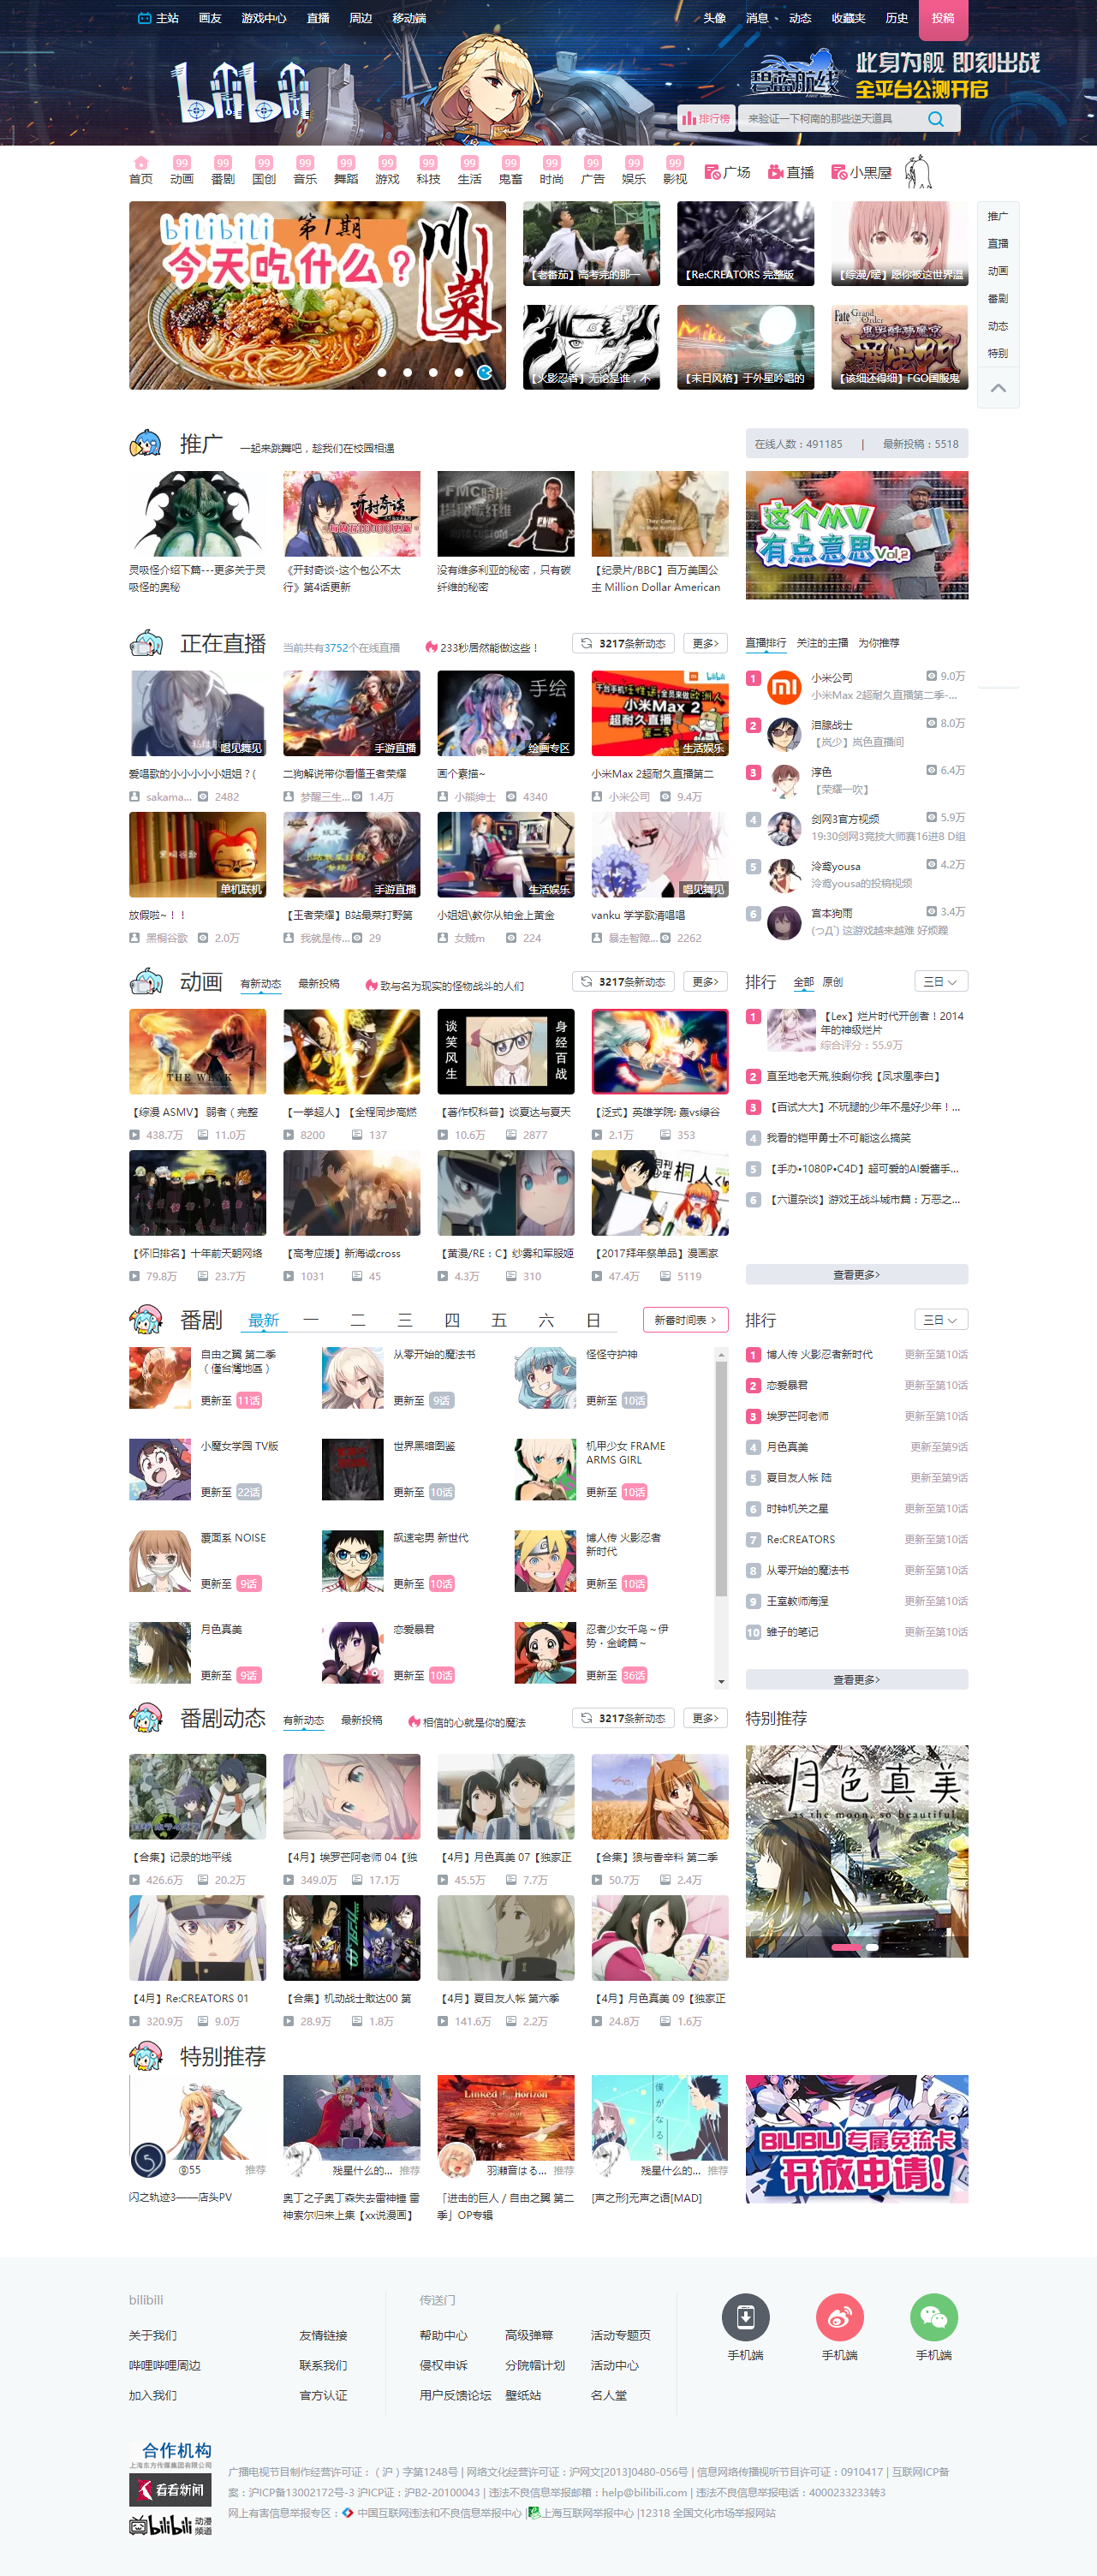 主站 画友 游戏中心 直播 周边 移动端 头像 消息 动态 收藏夹 历史 投稿
bilibili
碧蓝航线 此身为舰 即刻出战
全平台公测开启
排行榜 来验证一下柯南的那些逆天道具
99 99 99 99 99 99 99 99 99 99 99 99 99
首页 动画 番剧 国创 音乐 舞蹈 游戏 科技 生活 鬼畜 时尚 广告 娱乐 影视 广场 直播 小黑屋
bilibili 第1期
今天吃什么?
川菜
【老番茄】高考完的那一
【Re:CREATORS 完整版
【综漫/嗟】愿你被这世界温
【火影忍者】无论是谁，不
【末日风格】于外星吟唱的
【该细还得细】FGO国服鬼
推广
直播
动画
番剧
动态
特别
推广 一起来跳舞吧，趁我们在校园相遇
在线人数：491185 | 最新投稿：5518
灵吸怪介绍下篇---更多关于灵
吸怪的奥秘
《开封奇谈-这个包公不太
行》第4话更新
没有维多利亚的秘密，只有碳
纤维的秘密
【纪录片/BBC】百万美国公
主 Million Dollar American
这个MV
有点意思 Vol.2
正在直播 当前共有3752个在线直播 233秒居然能做这些！ 3217条新动态 更多>
唱见舞见 手游直播 绘画专区 生活娱乐
爱唱歌的小小小小小姐姐？(
二狗解说带你看懂王者荣耀
画个素描~
小米Max 2超耐久直播第二
sakama... 2482 梦醒三生... 1.4万 小熊绅士 4340 小米公司 9.4万
单机联机 手游直播 生活娱乐 唱见舞见
放假啦~！！
【王者荣耀】B站最菜打野第
小姐姐\教你从铂金上黄金
vanku 学学歌清唱唱
黑桐谷歌 2.0万 我就是传... 29 女贼m 224 暴走智障... 2262
直播排行 关注的主播 为你推荐
1 小米公司 9.0万
小米Max 2超耐久直播第二季-...
2 泪腺战士 8.0万
【岚少】岚色直播间
3 淳色 6.4万
【荣耀一吹】
4 剑网3官方视频 5.9万
19:30剑网3竞技大师赛16进8 D组
5 泠鸢yousa 4.2万
泠鸢yousa的投稿视频
6 宫本狗雨 3.4万
(っД`) 这游戏越来越难 好烦躁
动画 有新动态 最新投稿 致与名为现实的怪物战斗的人们 3217条新动态 更多>
THE WEAK
谈笑风生 身经百战
【综漫 ASMV】 弱者（完整
【一拳超人】【全程同步高燃
【著作权科普】谈夏达与夏天
【泛式】英雄学院: 轰vs绿谷
438.7万 11.0万 8200 137 10.6万 2877 2.1万 353
【怀旧排名】十年前天朝网络
【高考应援】新海诚cross
【黄漫/RE：C】纱雾和军服姬
【2017拜年祭单品】漫画家
79.8万 23.7万 1031 45 4.3万 310 47.4万 5119
排行 全部 原创 三日
1 【Lex】烂片时代开创者！2014
年的神级烂片
综合评分：55.9万
2 直至地老天荒,独剩你我【凤求凰李白】
3 【百试大大】不玩腿的少年不是好少年！...
4 我看的铠甲勇士不可能这么搞笑
5 【手办•1080P•C4D】超可爱的AI爱酱手...
6 【六道杂谈】游戏王战斗城市篇：万恶之...
查看更多>
番剧 最新 一 二 三 四 五 六 日 新番时间表 >
自由之翼 第二季
（僅台灣地區）
更新至 11话
从零开始的魔法书
更新至 9话
怪怪守护神
更新至 10话
小魔女学园 TV版
更新至 22话
世界黑暗图鉴
更新至 10话
机甲少女 FRAME
ARMS GIRL
更新至 10话
覆面系 NOISE
更新至 9话
飙速宅男 新世代
更新至 10话
博人传 火影忍者
新时代
更新至 10话
月色真美
更新至 9话
恋爱暴君
更新至 10话
忍者少女千鸟～伊
势・金崎篇～
更新至 36话
排行 三日
1 博人传 火影忍者新时代 更新至第10话
2 恋爱暴君 更新至第10话
3 埃罗芒阿老师 更新至第10话
4 月色真美 更新至第9话
5 夏目友人帐 陆 更新至第9话
6 时钟机关之星 更新至第10话
7 Re:CREATORS 更新至第10话
8 从零开始的魔法书 更新至第10话
9 王室教师海涅 更新至第10话
10 雏子的笔记 更新至第10话
查看更多>
番剧动态 有新动态 最新投稿 相信的心就是你的魔法 3217条新动态 更多>
【合集】记录的地平线
【4月】埃罗芒阿老师 04【独
【4月】月色真美 07【独家正
【合集】狼与香辛料 第二季
426.6万 20.2万 349.0万 17.1万 45.5万 7.7万 50.7万 2.4万
【4月】Re:CREATORS 01
【合集】机动战士敢达00 第
【4月】夏目友人帐 第六季
【4月】月色真美 09【独家正
320.9万 9.0万 28.9万 1.8万 141.6万 2.2万 24.8万 1.6万
特别推荐
月色真美
as the moon, so beautiful.
特别推荐
Linked Horizon
⑨55 推荐 残星什么的... 推荐 羽瀬音はる... 推荐 残星什么的... 推荐
闪之轨迹3——店头PV
奥丁之子奥丁森失去雷神锤 雷
神索尔归来上集【xx说漫画】
「进击的巨人 / 自由之翼 第二
季」OP专辑
[声之形]无声之语[MAD]
BILIBILI 专属免流卡
开放申请!
bilibili
关于我们 友情链接
哔哩哔哩周边 联系我们
加入我们 官方认证
传送门
帮助中心 高级弹幕 活动专题页
侵权申诉 分院帽计划 活动中心
用户反馈论坛 壁纸站 名人堂
手机端 手机端 手机端
合作机构
上海东方传媒集团有限公司
看看新闻
bilibili 动漫频道
广播电视节目制作经营许可证：（沪）字第1248号 | 网络文化经营许可证：沪网文[2013]0480-056号 | 信息网络传播视听节目许可证：0910417 | 互联网ICP备
案：沪ICP备13002172号-3 沪ICP证：沪B2-20100043 | 违法不良信息举报邮箱：help@bilibili.com | 违法不良信息举报电话：4000233233转3
网上有害信息举报专区： 中国互联网违法和不良信息举报中心 | 上海互联网举报中心 |12318 全国文化市场举报网站